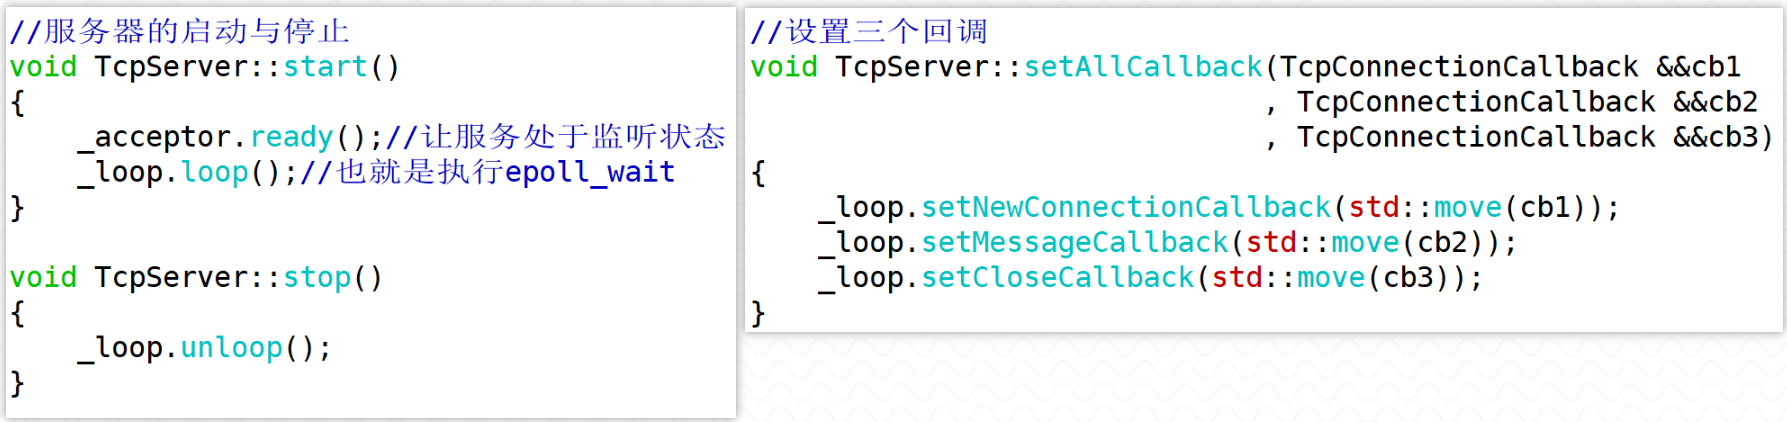 //服务器的启动与停止
void TcpServer::start()
{
    _acceptor.ready();//让服务处于监听状态
    _loop.loop();//也就是执行epoll_wait
}

void TcpServer::stop()
{
    _loop.unloop();
}
//设置三个回调
void TcpServer::setAllCallback(TcpConnectionCallback &&cb1
                              , TcpConnectionCallback &&cb2
                              , TcpConnectionCallback &&cb3)
{
    _loop.setNewConnectionCallback(std::move(cb1));
    _loop.setMessageCallback(std::move(cb2));
    _loop.setCloseCallback(std::move(cb3));
}